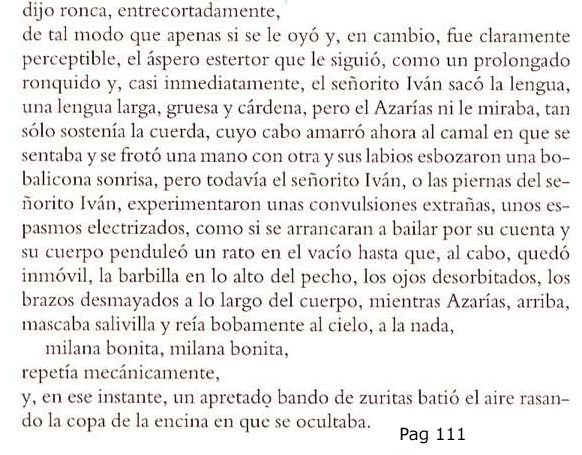 dijo ronca, entrecortadamente,
de tal modo que apenas si se le oyó y, en cambio, fue claramente
perceptible, el áspero estertor que le siguió, como un prolongado
ronquido y, casi inmediatamente, el señorito Iván sacó la lengua,
una lengua larga, gruesa y cárdena, pero el Azarías ni le miraba, tan
sólo sostenía la cuerda, cuyo cabo amarró ahora al camal en que se
sentaba y se frotó una mano con otra y sus labios esbozaron una bo-
balicona sonrisa, pero todavía el señorito Iván, o las piernas del se-
ñorito Iván, experimentaron unas convulsiones extrañas, unos es-
pasmos electrizados, como si se arrancaran a bailar por su cuenta y
su cuerpo penduleó un rato en el vacío hasta que, al cabo, quedó
inmóvil, la barbilla en lo alto del pecho, los ojos desorbitados, los
brazos desmayados a lo largo del cuerpo, mientras Azarías, arriba,
mascaba salivilla y reía bobamente al cielo, a la nada,
milana bonita, milana bonita,
repetía mecánicamente,
y, en ese instante, un apretado bando de zuritas batió el aire rasan-
do la copa de la encina en que se ocultaba.
Pag 111